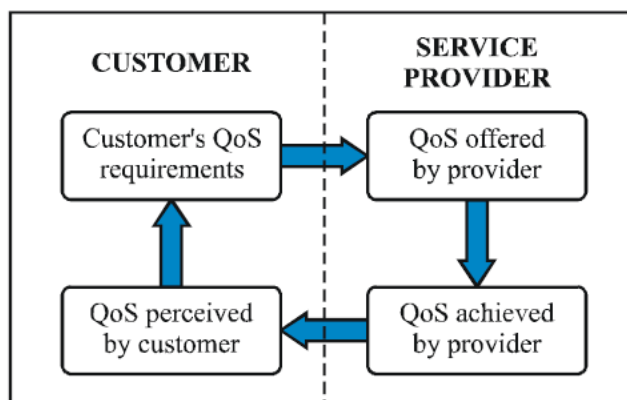 CUSTOMER
SERVICE
PROVIDER
Customer's QoS
requirements
QoS offered
by provider
QoS perceived
by customer
QoS achieved
by provider